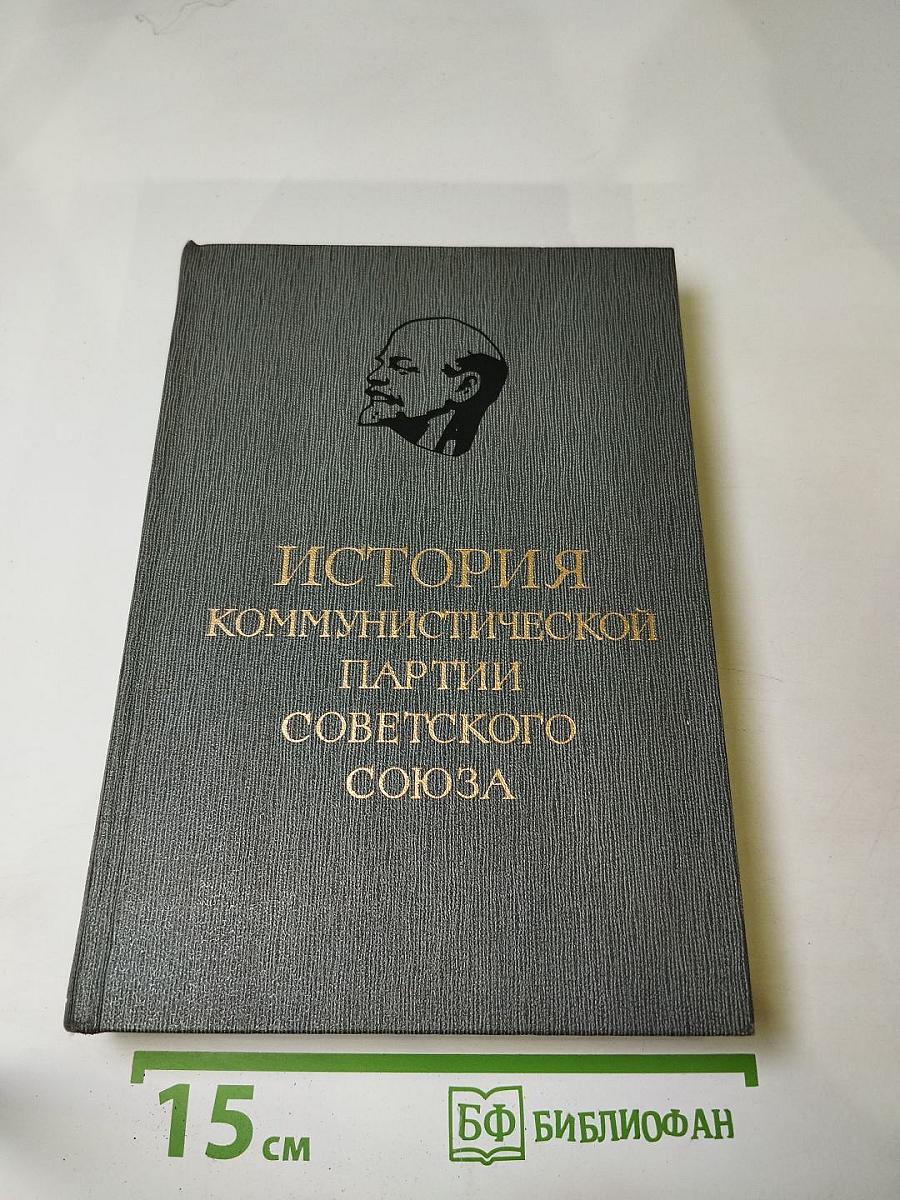 ИСТОРИЯ
КОММУНИСТИЧЕСКОЙ
ПАРТИИ
СОВЕТСКОГО
СОЮЗА
15 см
БФ БИБЛИОФАН